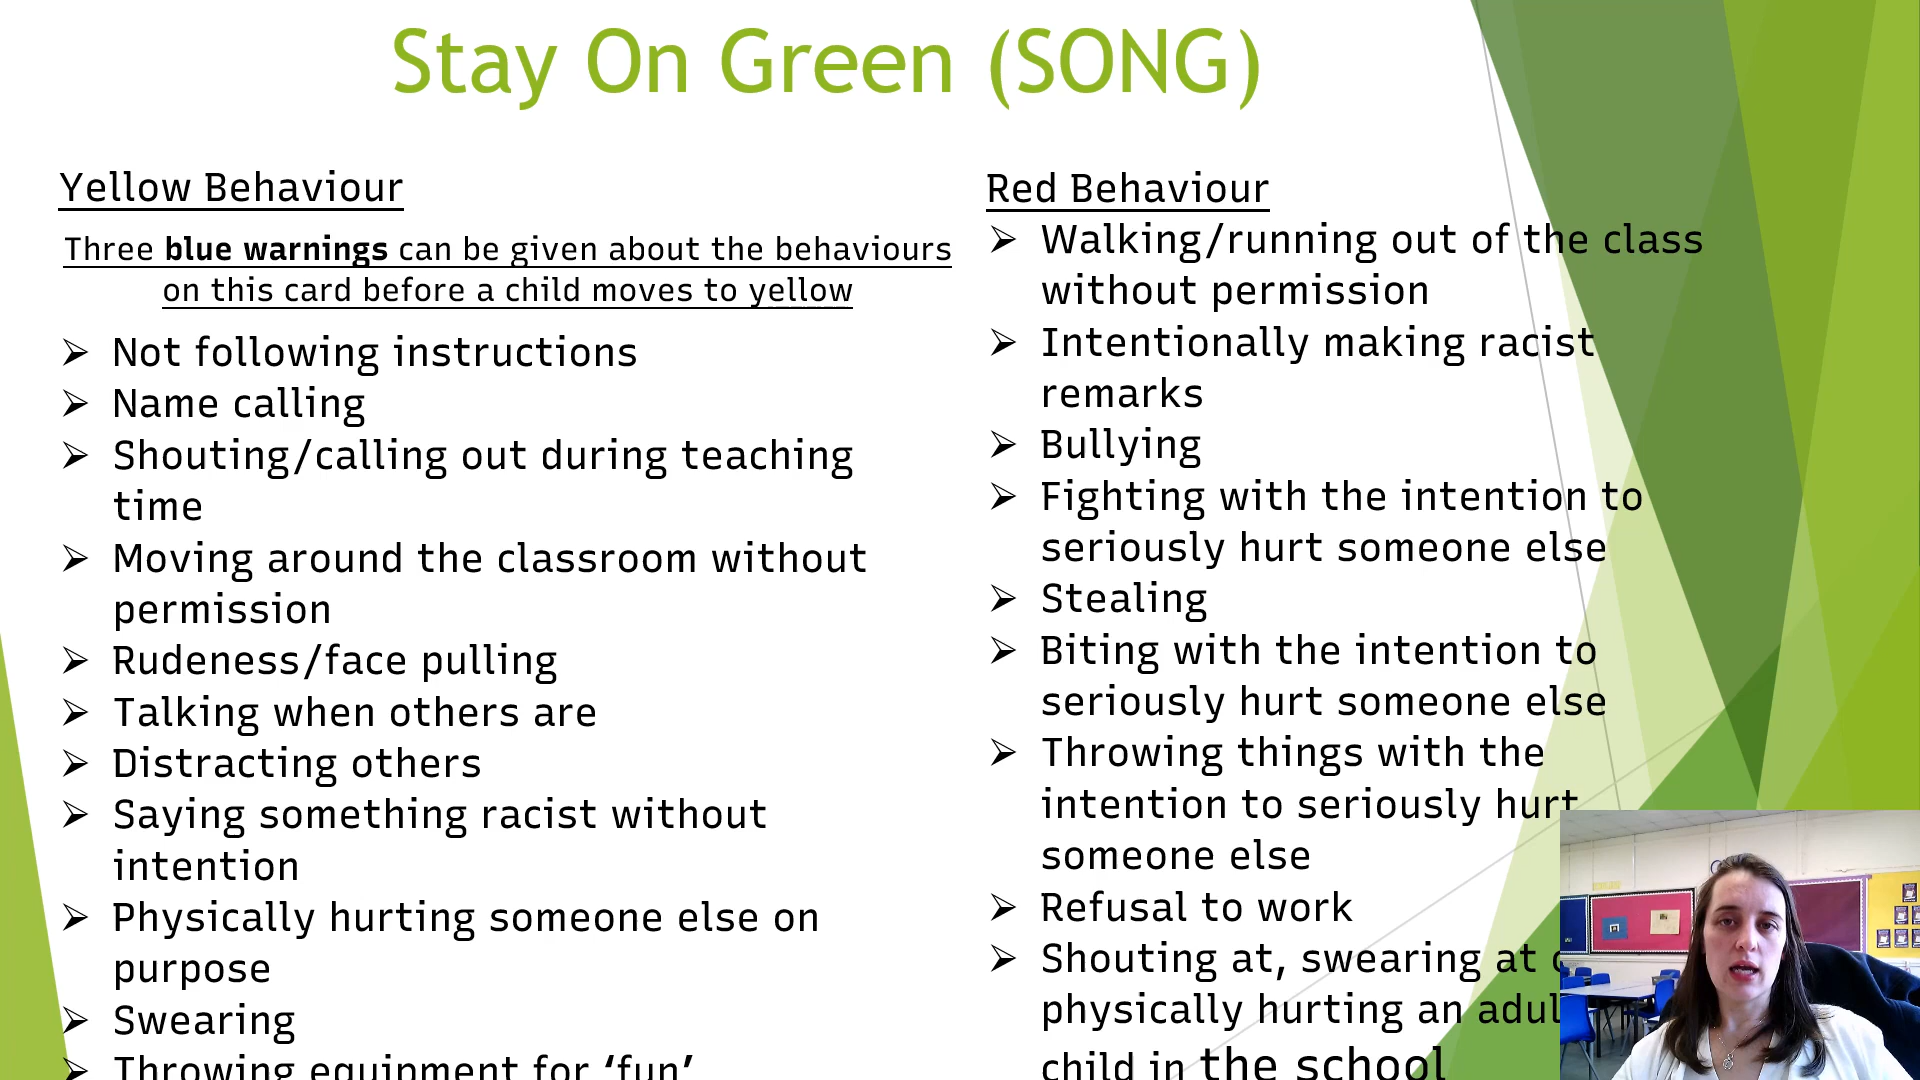 Stay On Green (SONG)
Yellow Behaviour
Three blue warnings can be given about the behaviours
on this card before a child moves to yellow
Not following instructions
Name calling
Shouting/calling out during teaching
time
Moving around the classroom without
permission
Rudeness/face pulling
Talking when others are
Distracting others
Saying something racist without
intention
Physically hurting someone else on
purpose
Swearing
Throwing equipment for ‘fun’
Red Behaviour
Walking/running out of the class
without permission
Intentionally making racist
remarks
Bullying
Fighting with the intention to
seriously hurt someone else
Stealing
Biting with the intention to
seriously hurt someone else
Throwing things with the
intention to seriously hurt
someone else
Refusal to work
Shouting at, swearing at
physically hurting an
child in the school